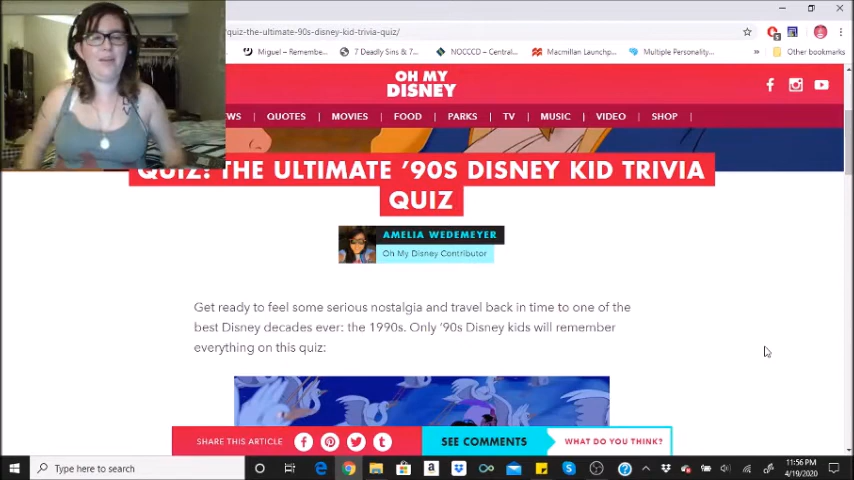 /quiz-the-ultimate-90s-disney-kid-trivia-quiz/
Miguel – Remembe... 7 Deadly Sins & 7... NOCCCD – Central... Macmillan Launchp... Multiple Personality... » Other bookmarks
OH MY
DISNEY
WS | QUOTES | MOVIES | FOOD | PARKS | TV | MUSIC | VIDEO | SHOP |
QUIZ: THE ULTIMATE '90S DISNEY KID TRIVIA
QUIZ
AMELIA WEDEMEYER
Oh My Disney Contributor
Get ready to feel some serious nostalgia and travel back in time to one of the
best Disney decades ever: the 1990s. Only '90s Disney kids will remember
everything on this quiz:
SHARE THIS ARTICLE SEE COMMENTS WHAT DO YOU THINK?
Type here to search
11:56 PM
4/19/2020